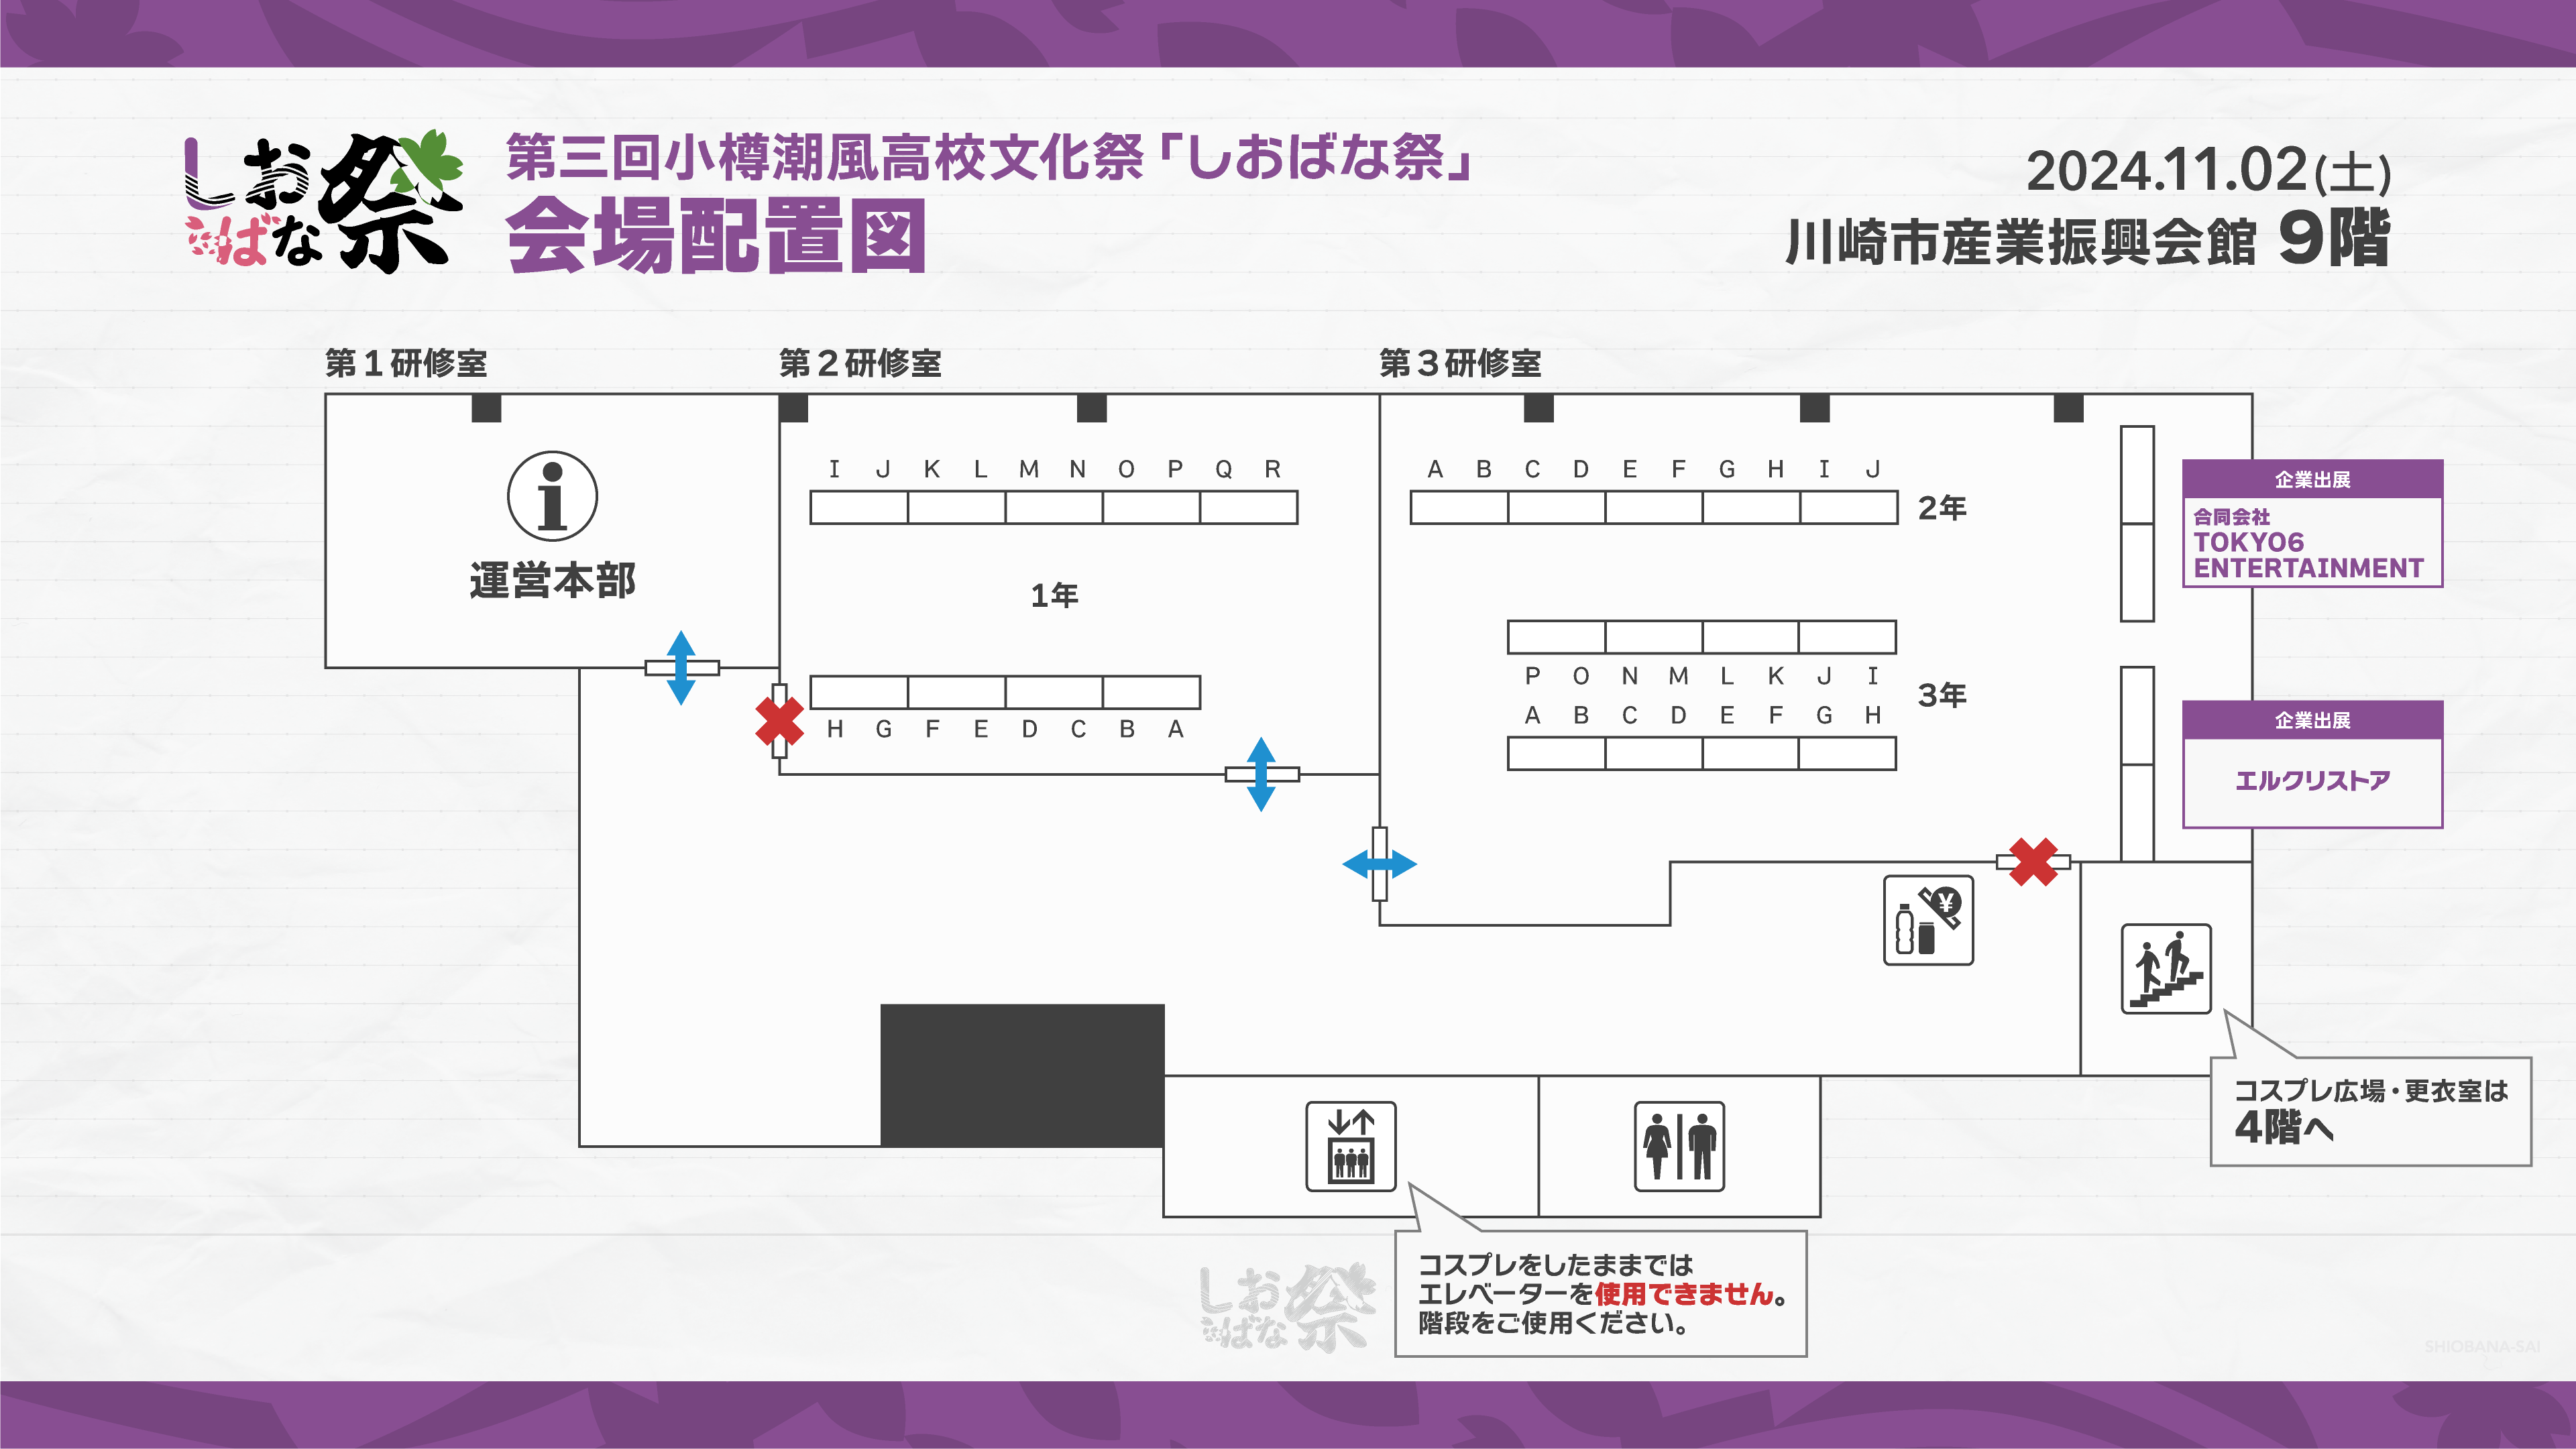 しおばな祭
第三回小樽潮風高校文化祭「しおばな祭」
会場配置図
2024.11.02(土)
川崎市産業振興会館 9階
第1研修室
第2研修室
第3研修室
運営本部
I J K L M N O P Q R
1年
H G F E D C B A
A B C D E F G H I J
2年
P O N M L K J I
3年
A B C D E F G H
企業出展
合同会社
TOKYO6
ENTERTAINMENT
企業出展
エルクリストア
¥
コスプレ広場・更衣室は
4階へ
コスプレをしたままでは
エレベーターを使用できません。
階段をご使用ください。
しおばな祭
SHIOBANA-SAI